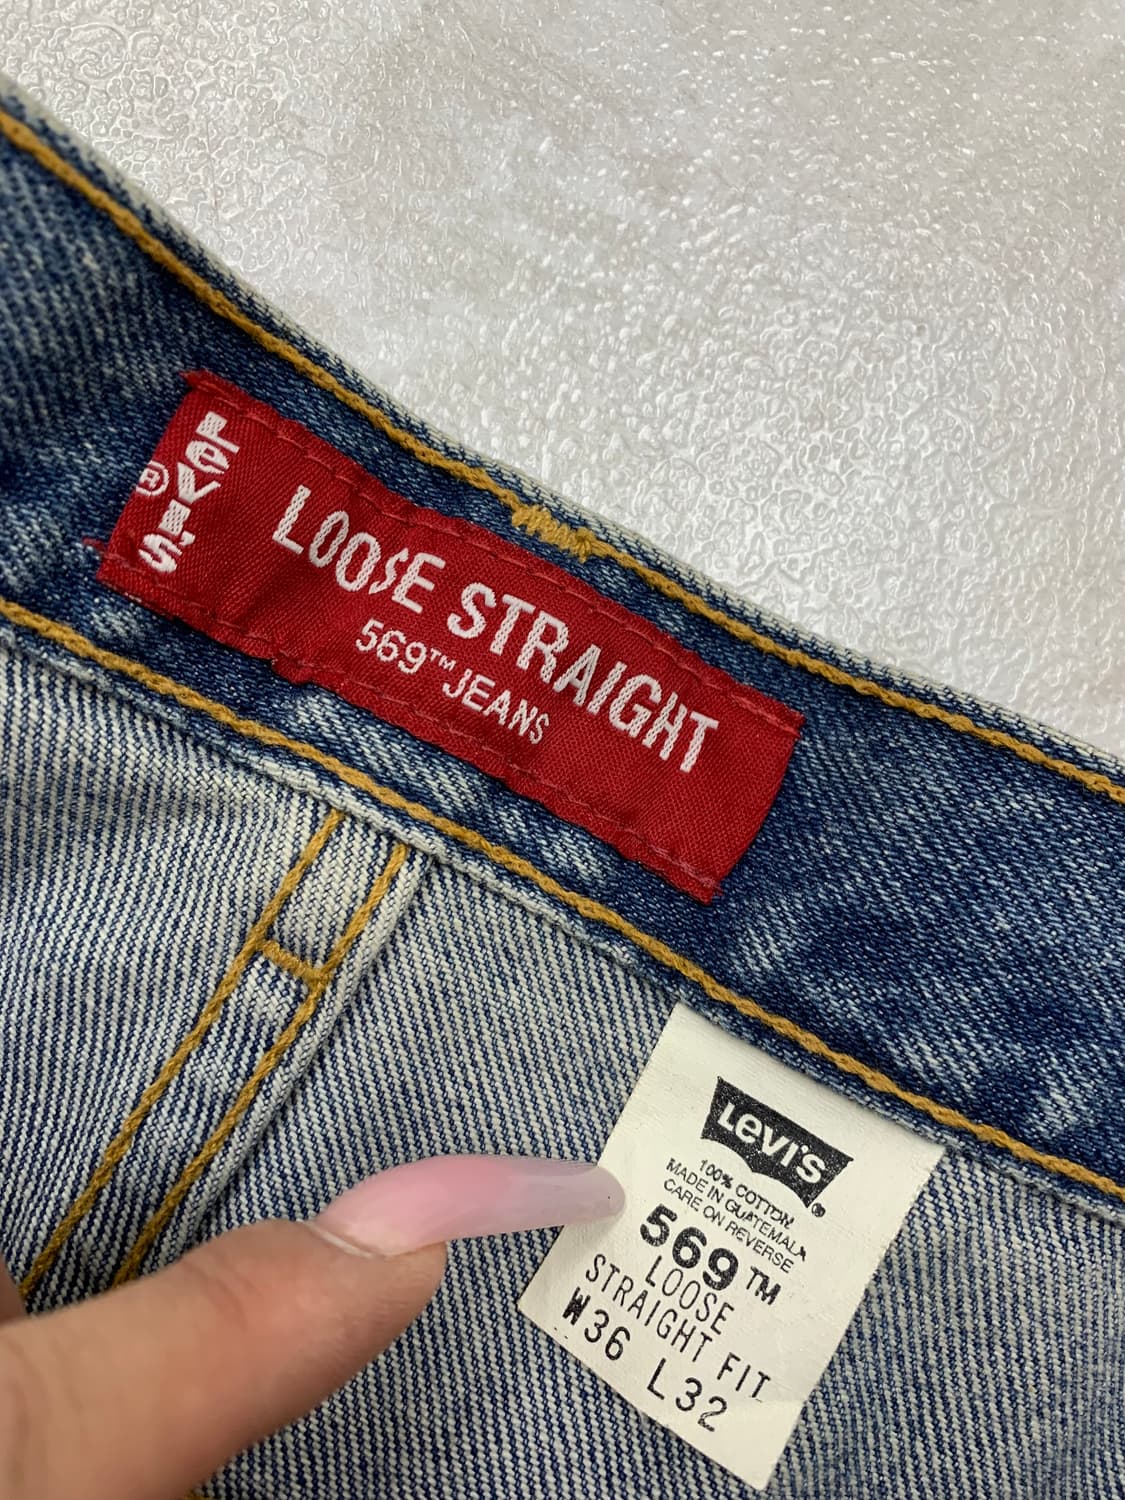 LEVI'S
®
LOOSE STRAIGHT
569™ JEANS
LEVI'S®
100% COTTON
MADE IN GUATEMALA
CARE ON REVERSE
569™
LOOSE
STRAIGHT FIT
W36 L32